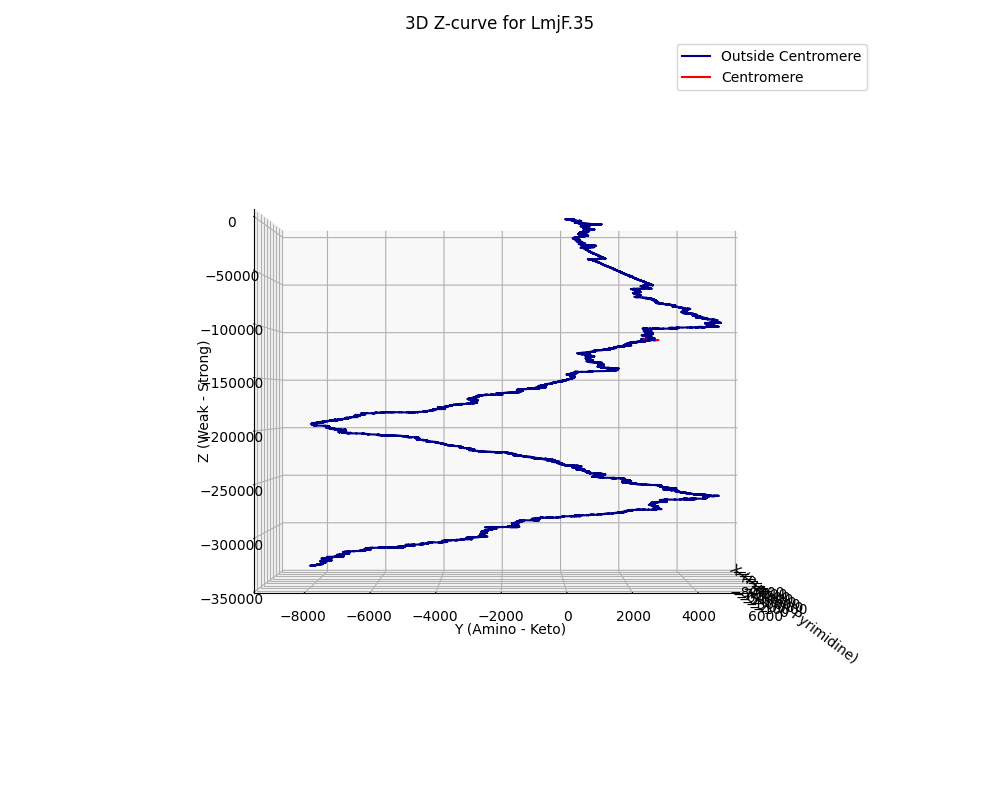 3D Z-curve for LmjF.35
Outside Centromere
Centromere
0
−50000
−100000
−150000
−200000
−250000
−300000
−350000
Z (Weak - Strong)
−8000
−6000
−4000
−2000
0
2000
4000
6000
Y (Amino - Keto)
Pyrimidine)